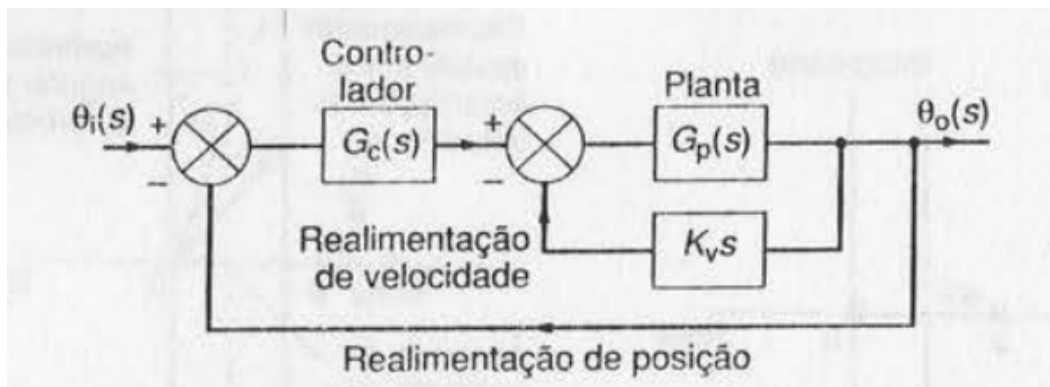 Contro-
lador
Planta
θi(s) +
Gc(s)
+
Gp(s)
θo(s)
−
−
Realimentação
de velocidade
Kvs
Realimentação de posição